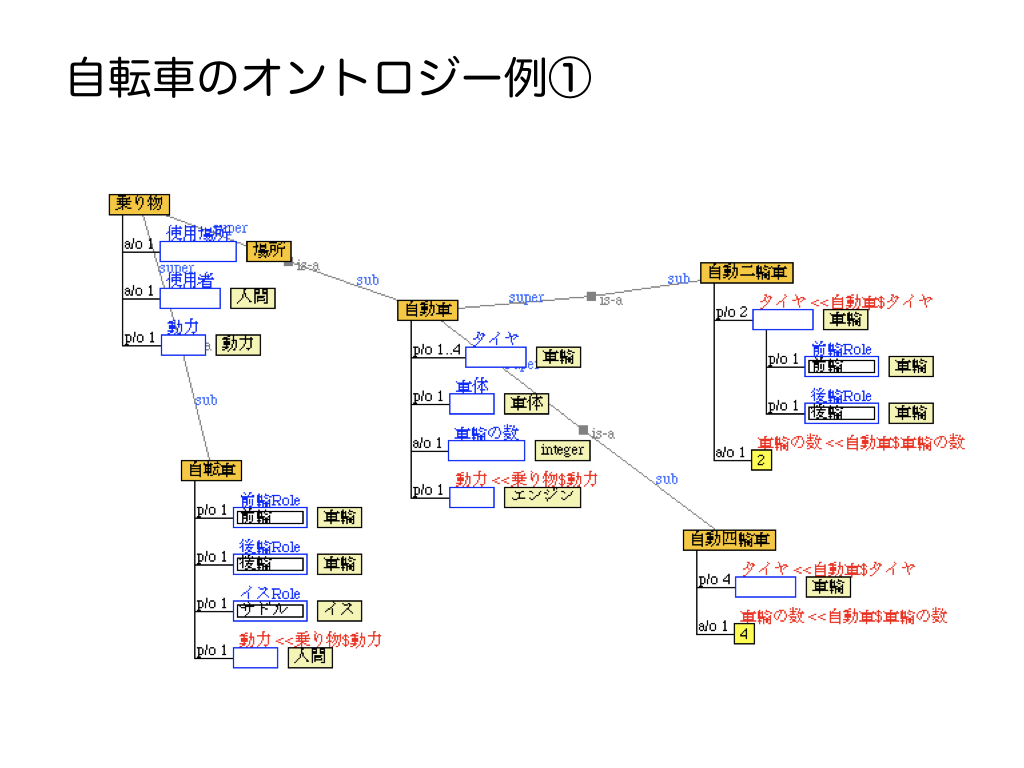 自転車のオントロジー例①
乗り物
a/o 1
使用場所
場所
super
is-a
sub
a/o 1
使用者
人間
super
p/o 1
動力
動力
a
sub
自転車
p/o 1
前輪Role
前輪
車輪
p/o 1
後輪Role
後輪
車輪
p/o 1
イスRole
サドル
イス
p/o 1
動力 <<乗り物$動力
人間
自動車
p/o 1..4
タイヤ
車輪
super
p/o 1
車体
車体
a/o 1
車輪の数
integer
p/o 1
動力 <<乗り物$動力
エンジン
super
is-a
sub
is-a
sub
自動二輪車
p/o 2
タイヤ <<自動車$タイヤ
車輪
p/o 1
前輪Role
前輪
車輪
p/o 1
後輪Role
後輪
車輪
a/o 1
車輪の数 <<自動車$車輪の数
2
自動四輪車
p/o 4
タイヤ <<自動車$タイヤ
車輪
a/o 1
車輪の数 <<自動車$車輪の数
4